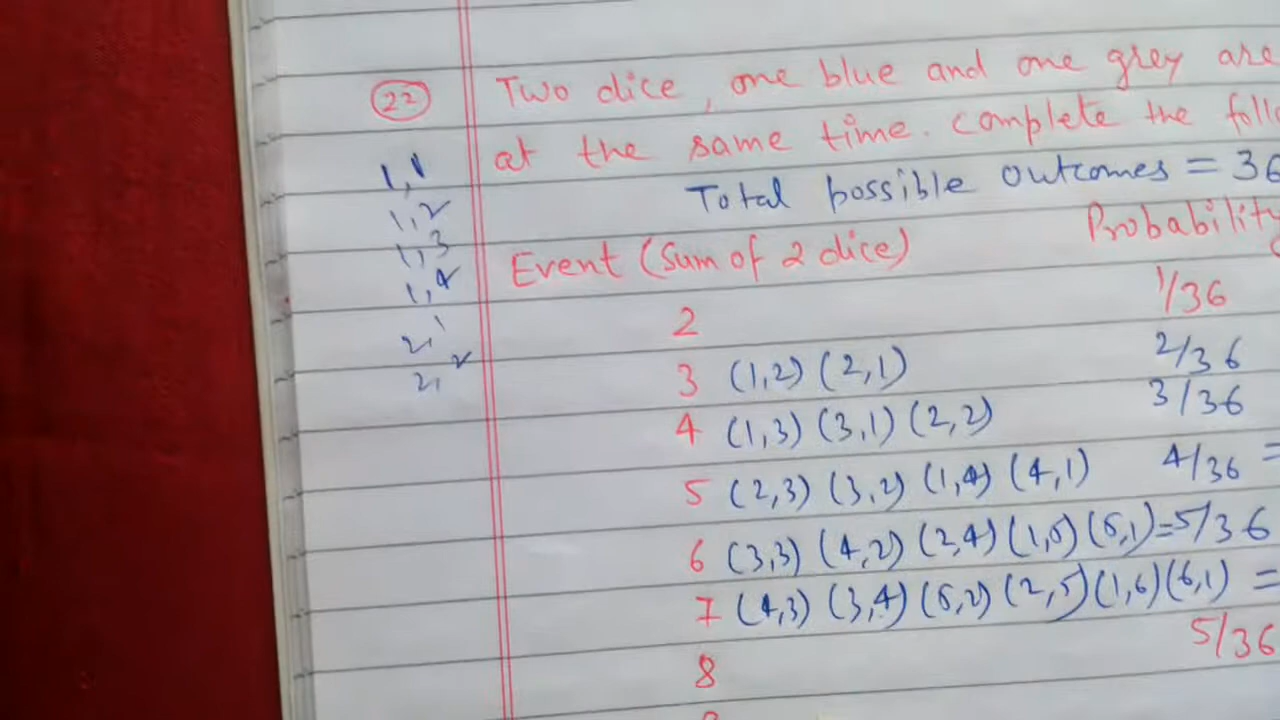 22 Two dice, one blue and one grey are
at the same time. Complete the foll
Total possible outcomes = 36
Event (Sum of 2 dice) Probability
2 1/36
3 (1,2) (2,1) 2/36
4 (1,3) (3,1) (2,2) 3/36
5 (2,3) (3,2) (1,4) (4,1) 4/36 =
6 (3,3) (4,2) (2,4) (1,5) (5,1)=5/36
7 (4,3) (3,4) (5,2) (2,5) (1,6) (6,1) =
8 5/36
1,1
1,2
1,3
1,4
2,1
2,2